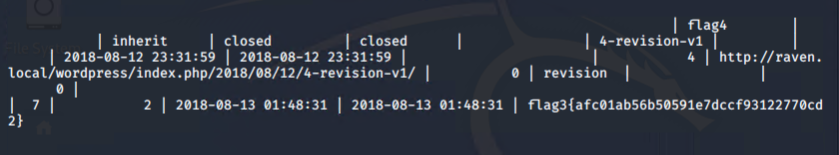 | flag4 |
| inherit | closed | closed | | 4-revision-v1 | |
| 2018-08-12 23:31:59 | 2018-08-12 23:31:59 | | 4 | http://raven.
local/wordpress/index.php/2018/08/12/4-revision-v1/ | 0 | revision | |
0 |
| 7 | 2 | 2018-08-13 01:48:31 | 2018-08-13 01:48:31 | flag3{afc01ab56b50591e7dccf93122770cd
2}